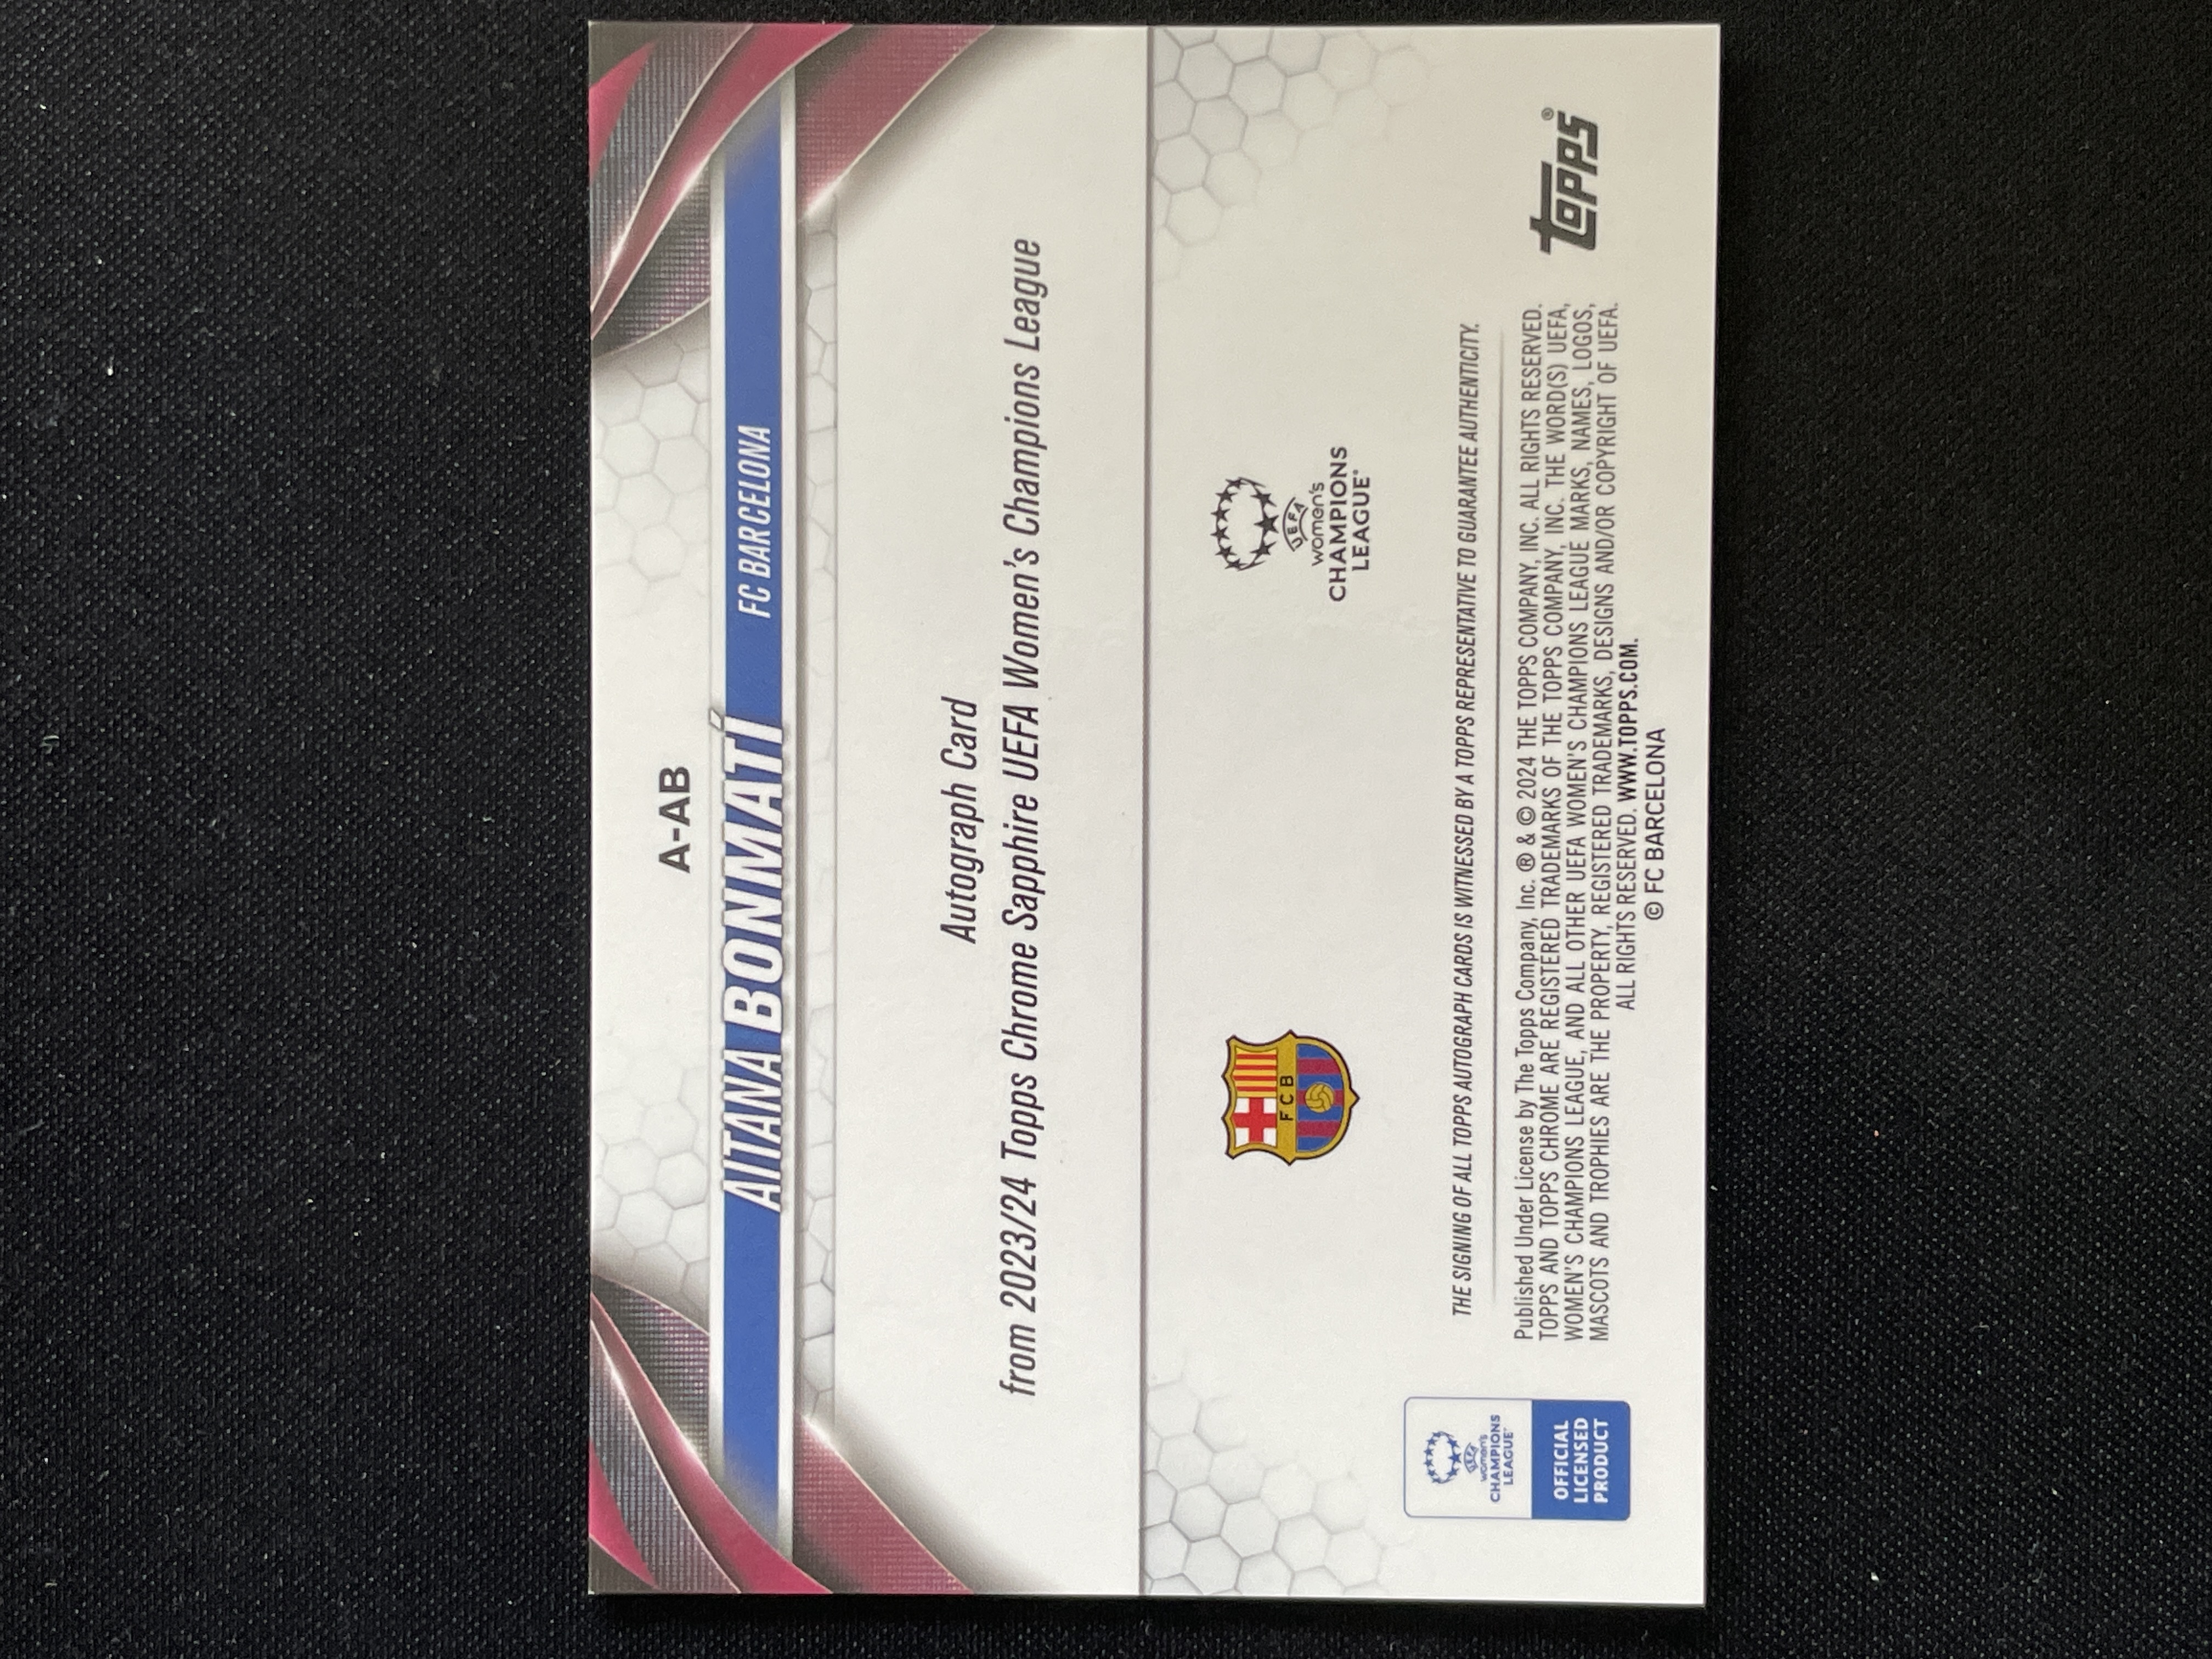 A-AB
AITANA BONMATÍ FC BARCELONA
Autograph Card
from 2023/24 Topps Chrome Sapphire UEFA Women's Champions League
FCB
UEFA
women's
CHAMPIONS
LEAGUE®
UEFA
women's
CHAMPIONS
LEAGUE®
OFFICIAL
LICENSED
PRODUCT
THE SIGNING OF ALL TOPPS AUTOGRAPH CARDS IS WITNESSED BY A TOPPS REPRESENTATIVE TO GUARANTEE AUTHENTICITY.
Published Under License by The Topps Company, Inc. ® & © 2024 THE TOPPS COMPANY, INC. ALL RIGHTS RESERVED.
TOPPS AND TOPPS CHROME ARE REGISTERED TRADEMARKS OF THE TOPPS COMPANY, INC. THE WORD(S) UEFA,
WOMEN'S CHAMPIONS LEAGUE, AND ALL OTHER UEFA WOMEN'S CHAMPIONS LEAGUE MARKS, NAMES, LOGOS,
MASCOTS AND TROPHIES ARE THE PROPERTY, REGISTERED TRADEMARKS, DESIGNS AND/OR COPYRIGHT OF UEFA.
ALL RIGHTS RESERVED. WWW.TOPPS.COM.
© FC BARCELONA
topps®